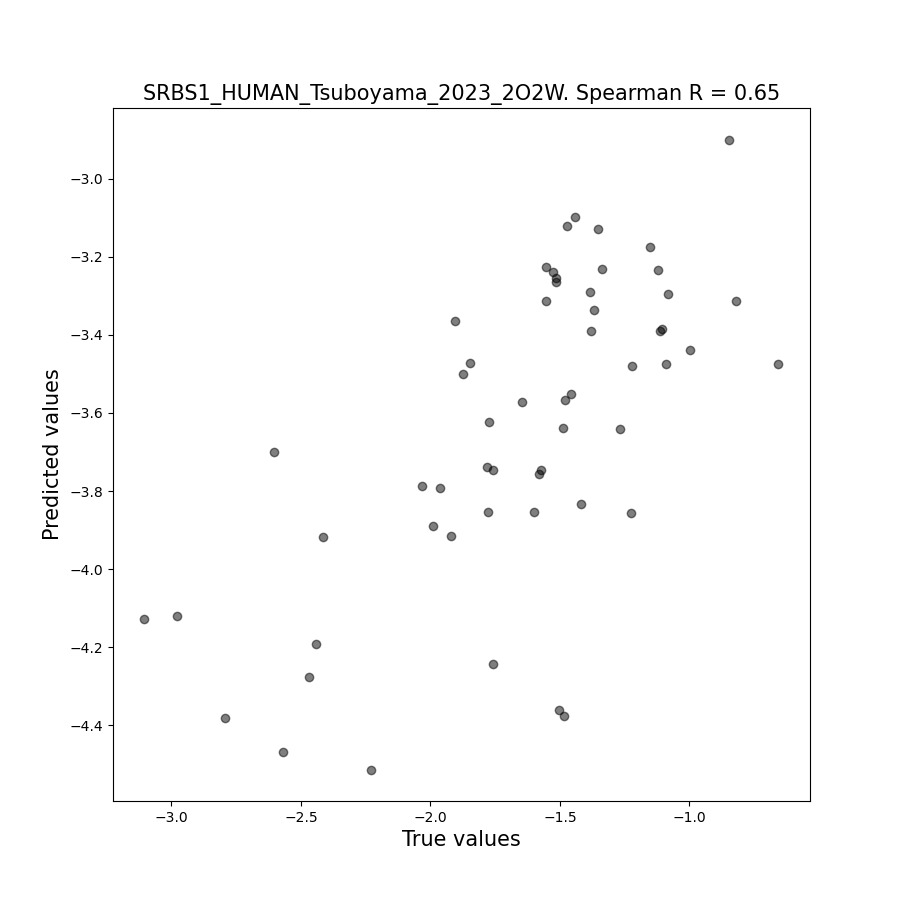 SRBS1_HUMAN_Tsuboyama_2023_2O2W. Spearman R = 0.65
−3.0
−3.2
−3.4
−3.6
−3.8
−4.0
−4.2
−4.4
Predicted values
−3.0 −2.5 −2.0 −1.5 −1.0
True values